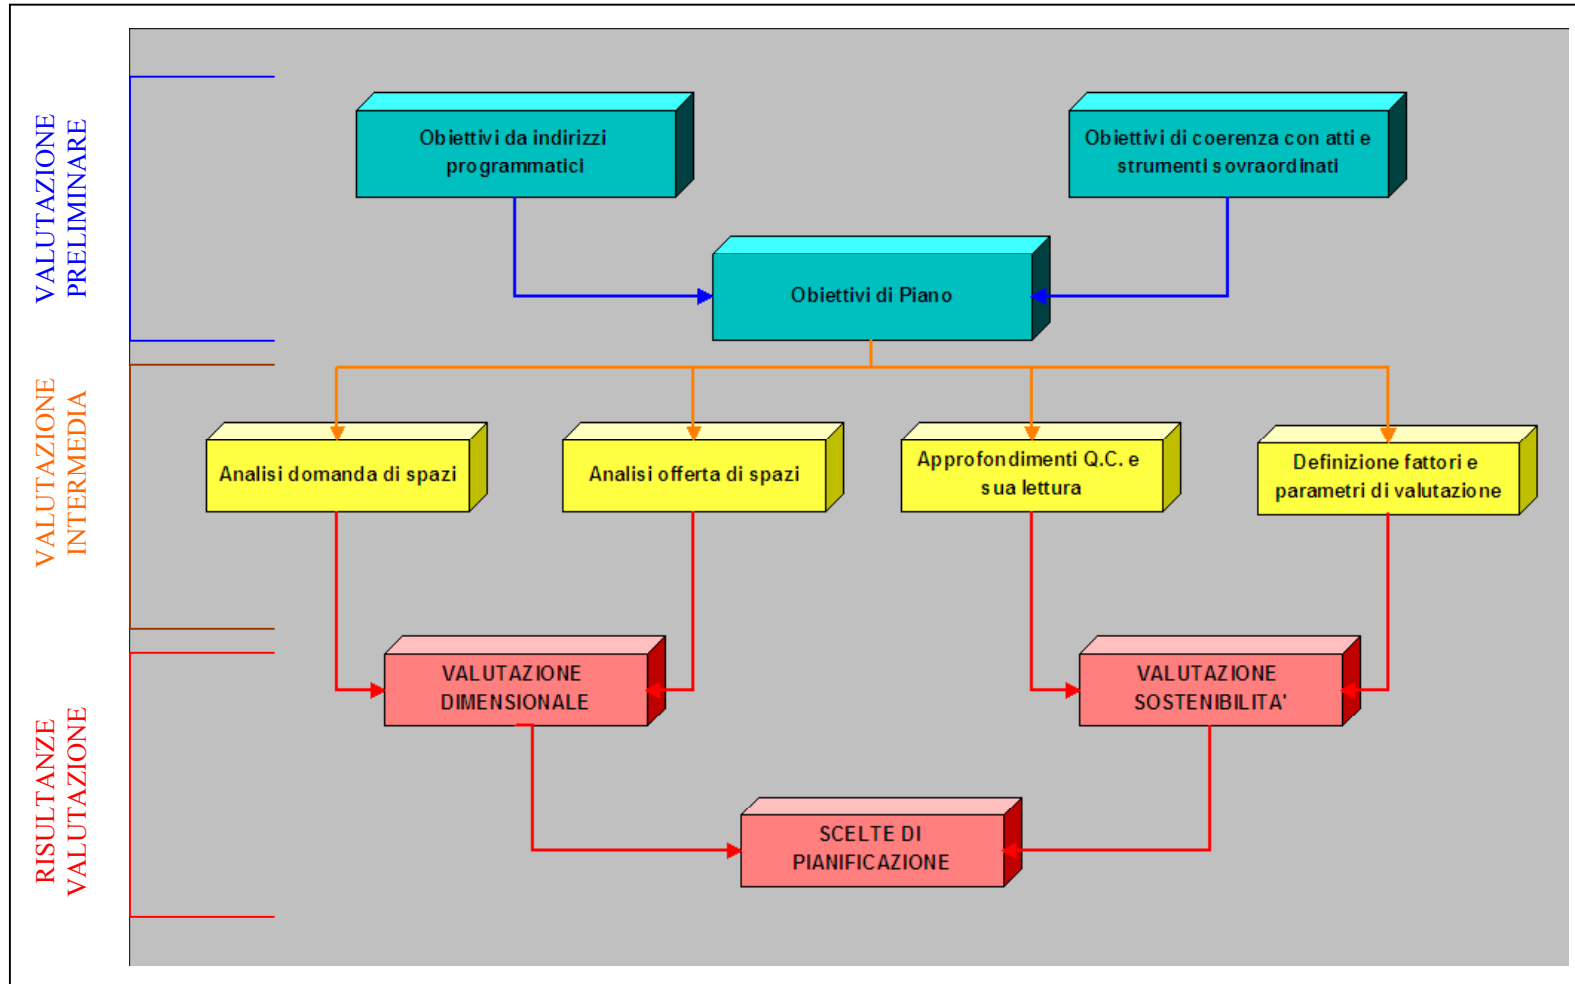 VALUTAZIONE
PRELIMINARE
Obiettivi da indirizzi
programmatici
Obiettivi di coerenza con atti e
strumenti sovraordinati
Obiettivi di Piano
VALUTAZIONE
INTERMEDIA
Analisi domanda di spazi
Analisi offerta di spazi
Approfondimenti Q.C. e
sua lettura
Definizione fattori e
parametri di valutazione
RISULTANZE
VALUTAZIONE
VALUTAZIONE
DIMENSIONALE
VALUTAZIONE
SOSTENIBILITA'
SCELTE DI
PIANIFICAZIONE